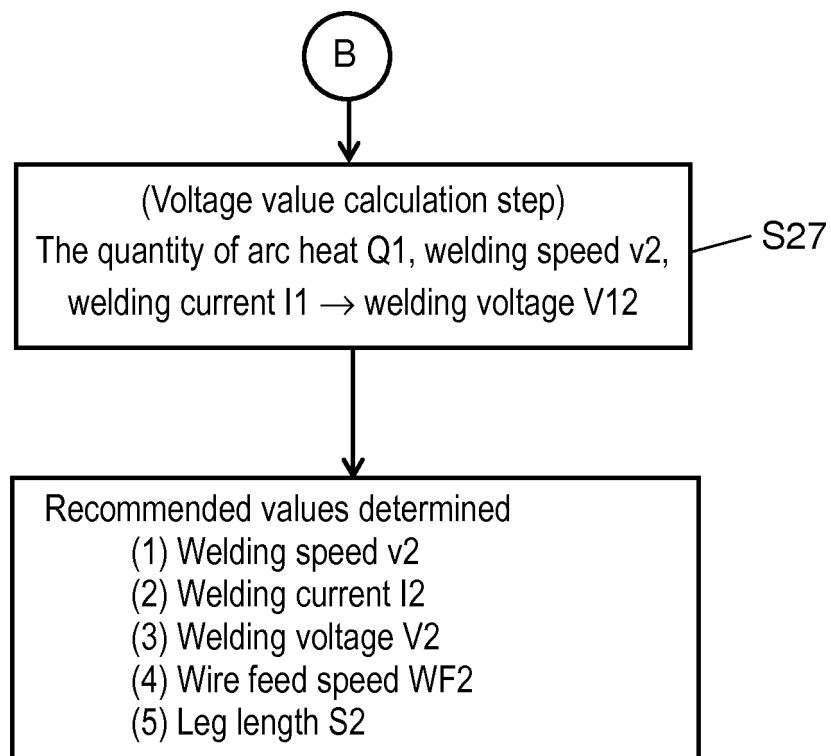 B
(Voltage value calculation step)
The quantity of arc heat Q1, welding speed v2,
welding current I1 → welding voltage V12
S27
Recommended values determined
(1) Welding speed v2
(2) Welding current I2
(3) Welding voltage V2
(4) Wire feed speed WF2
(5) Leg length S2